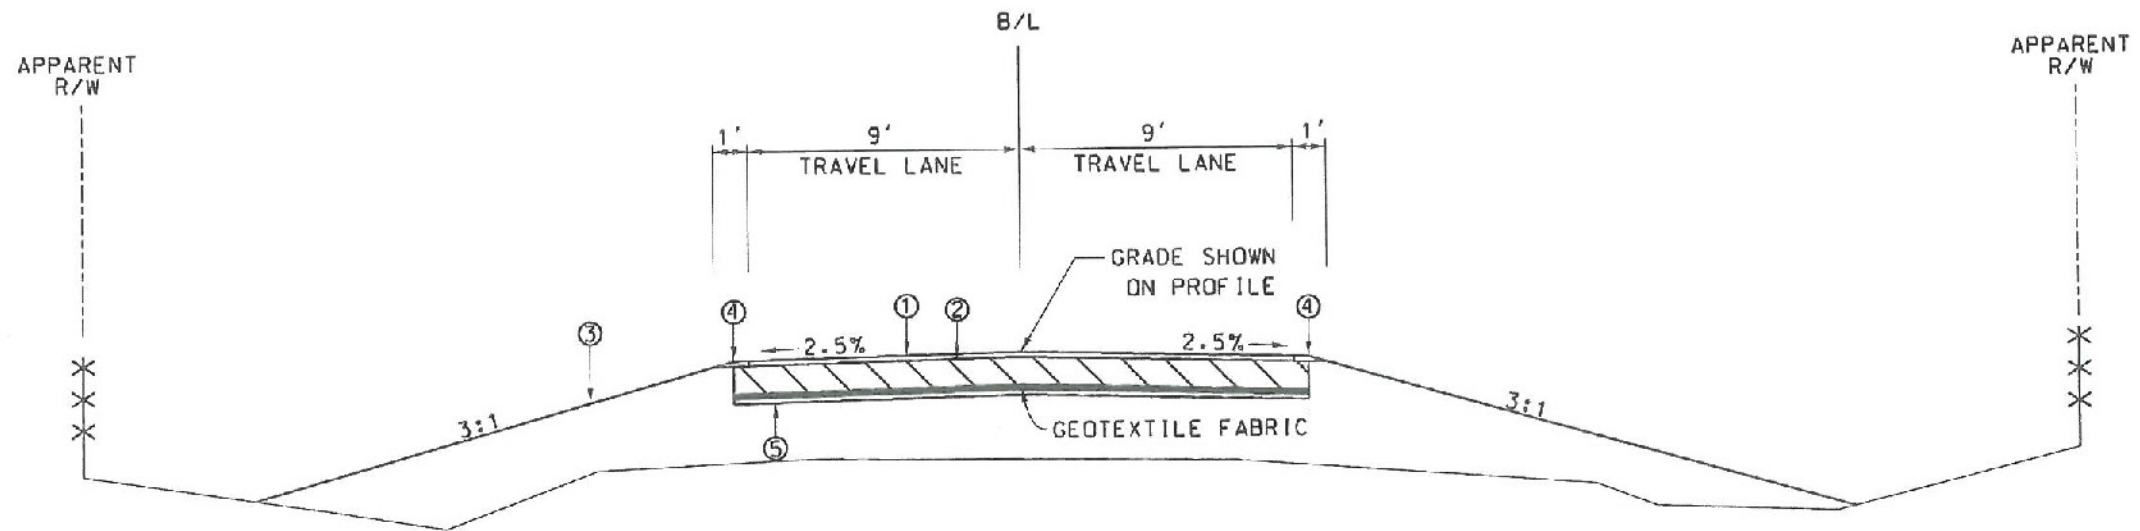 B/L
APPARENT
R/W
APPARENT
R/W
1'
9'
9'
1'
TRAVEL LANE
TRAVEL LANE
GRADE SHOWN
ON PROFILE
④
①
②
④
③
2.5%
2.5%
3:1
3:1
GEOTEXTILE FABRIC
⑤